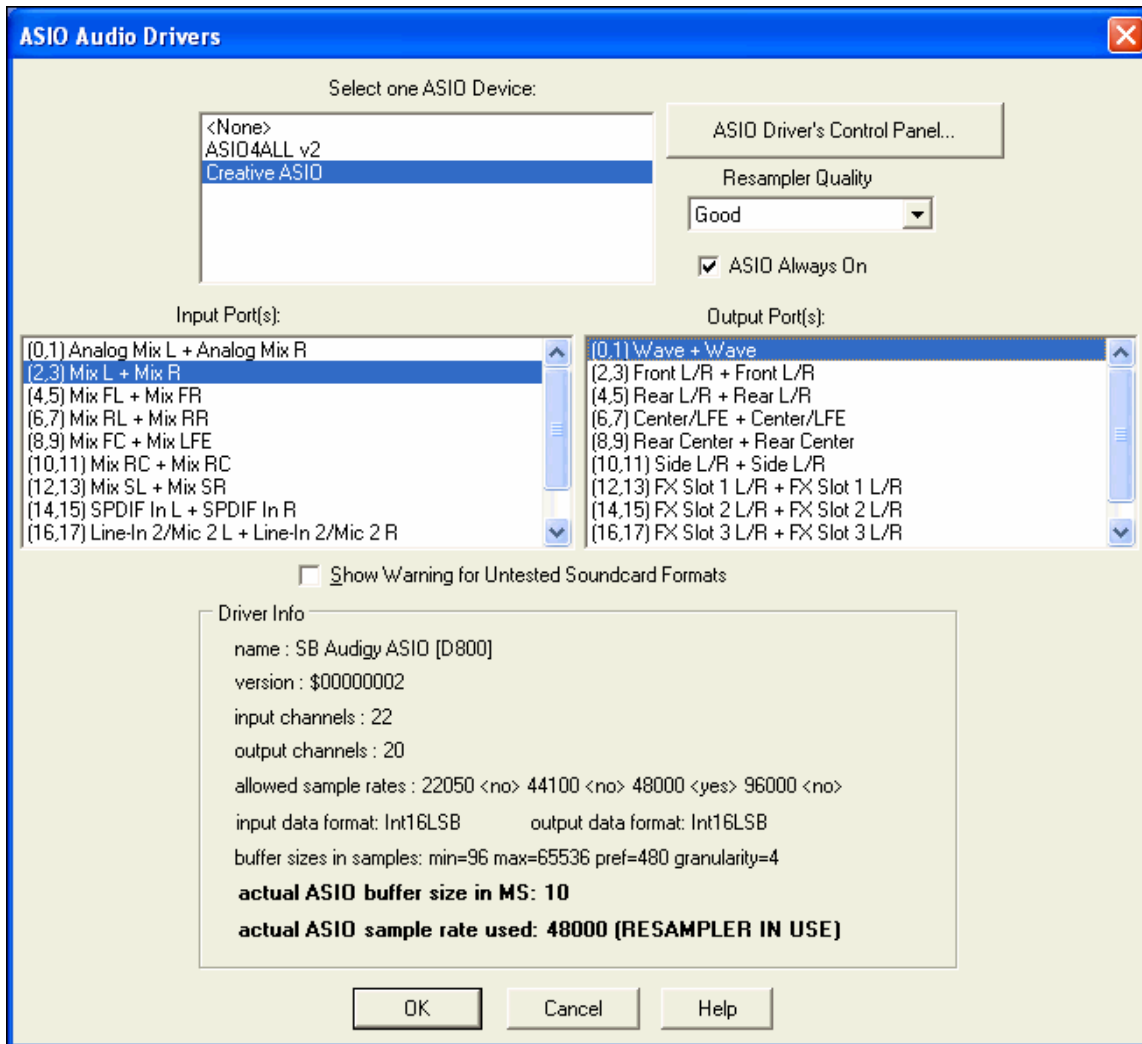 ASIO Audio Drivers
Select one ASIO Device:
<None>
ASIO4ALL v2
Creative ASIO
ASIO Driver's Control Panel...
Resampler Quality
Good
ASIO Always On
Input Port(s):
(0,1) Analog Mix L + Analog Mix R
(2,3) Mix L + Mix R
(4,5) Mix FL + Mix FR
(6,7) Mix RL + Mix RR
(8,9) Mix FC + Mix LFE
(10,11) Mix RC + Mix RC
(12,13) Mix SL + Mix SR
(14,15) SPDIF In L + SPDIF In R
(16,17) Line-In 2/Mic 2 L + Line-In 2/Mic 2 R
Output Port(s):
(0,1) Wave + Wave
(2,3) Front L/R + Front L/R
(4,5) Rear L/R + Rear L/R
(6,7) Center/LFE + Center/LFE
(8,9) Rear Center + Rear Center
(10,11) Side L/R + Side L/R
(12,13) FX Slot 1 L/R + FX Slot 1 L/R
(14,15) FX Slot 2 L/R + FX Slot 2 L/R
(16,17) FX Slot 3 L/R + FX Slot 3 L/R
Show Warning for Untested Soundcard Formats
Driver Info
name : SB Audigy ASIO [D800]
version : $00000002
input channels : 22
output channels : 20
allowed sample rates : 22050 <no> 44100 <no> 48000 <yes> 96000 <no>
input data format: Int16LSB output data format: Int16LSB
buffer sizes in samples: min=96 max=65536 pref=480 granularity=4
actual ASIO buffer size in MS: 10
actual ASIO sample rate used: 48000 (RESAMPLER IN USE)
OK Cancel Help